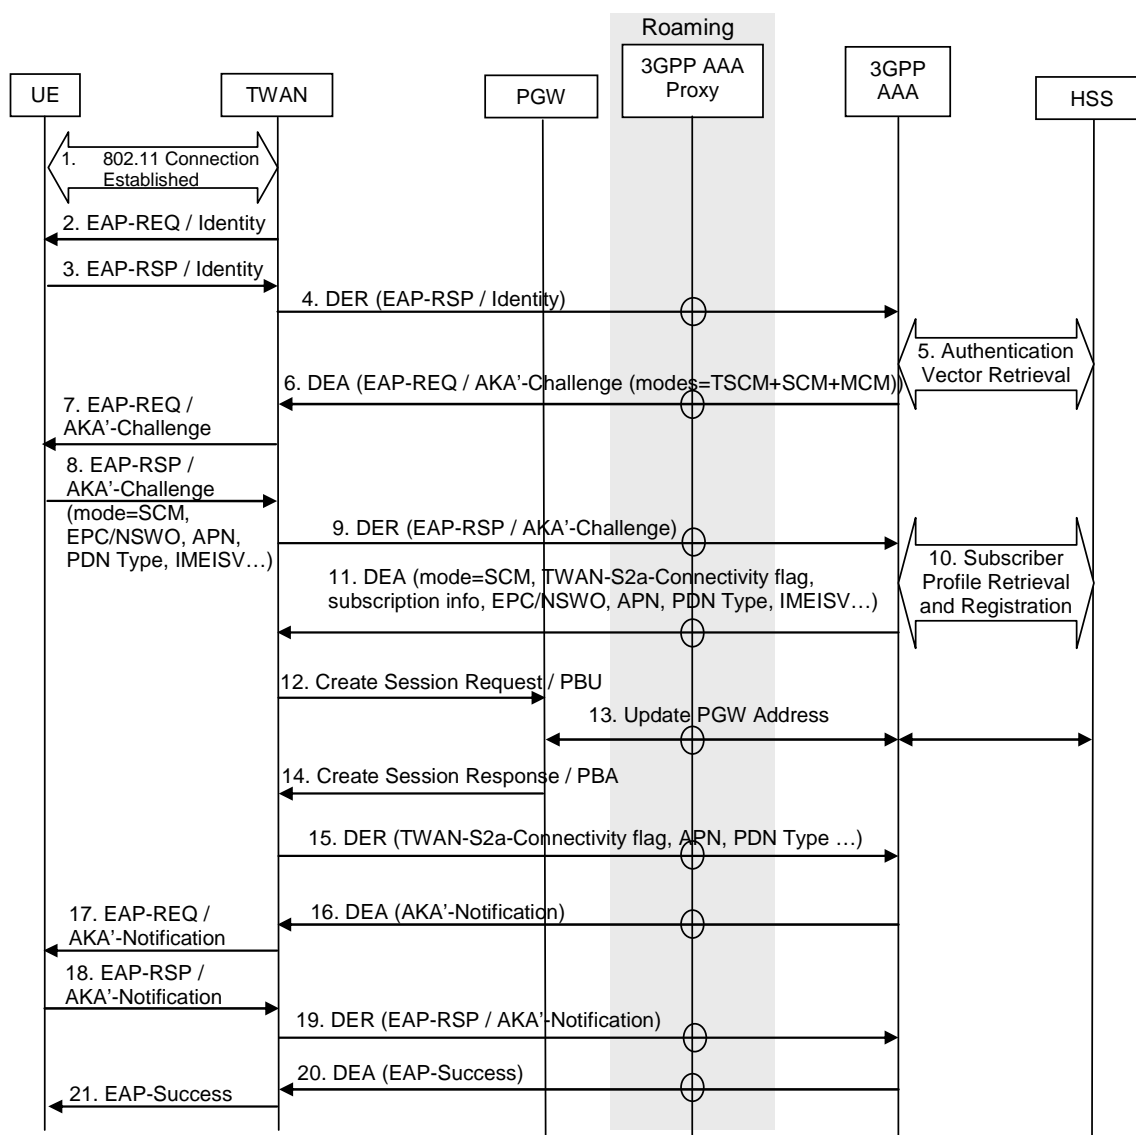 Roaming
UE
TWAN
PGW
3GPP AAA
Proxy
3GPP
AAA
HSS
1. 802.11 Connection
Established
2. EAP-REQ / Identity
3. EAP-RSP / Identity
4. DER (EAP-RSP / Identity)
5. Authentication
Vector Retrieval
6. DEA (EAP-REQ / AKA'-Challenge (modes=TSCM+SCM+MCM))
7. EAP-REQ /
AKA'-Challenge
8. EAP-RSP /
AKA'-Challenge
(mode=SCM,
EPC/NSWO, APN,
PDN Type, IMEISV…)
9. DER (EAP-RSP / AKA'-Challenge)
10. Subscriber
Profile Retrieval
and Registration
11. DEA (mode=SCM, TWAN-S2a-Connectivity flag,
subscription info, EPC/NSWO, APN, PDN Type, IMEISV…)
12. Create Session Request / PBU
13. Update PGW Address
14. Create Session Response / PBA
15. DER (TWAN-S2a-Connectivity flag, APN, PDN Type …)
16. DEA (AKA'-Notification)
17. EAP-REQ /
AKA'-Notification
18. EAP-RSP /
AKA'-Notification
19. DER (EAP-RSP / AKA'-Notification)
20. DEA (EAP-Success)
21. EAP-Success